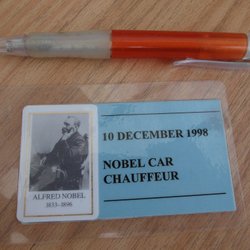 10 DECEMBER 1998
NOBEL CAR
CHAUFFEUR
ALFRED NOBEL
1833-1896